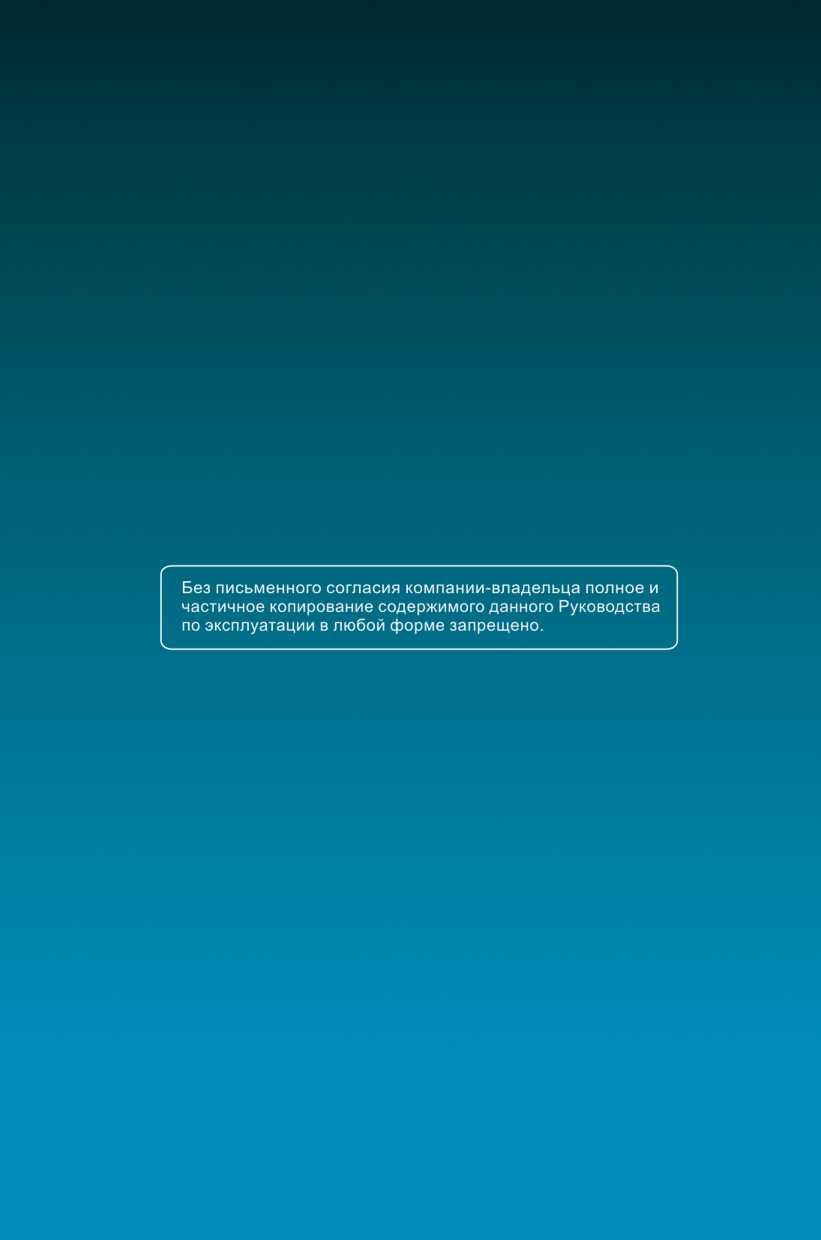 Без письменного согласия компании-владельца полное и
частичное копирование содержимого данного Руководства
по эксплуатации в любой форме запрещено.